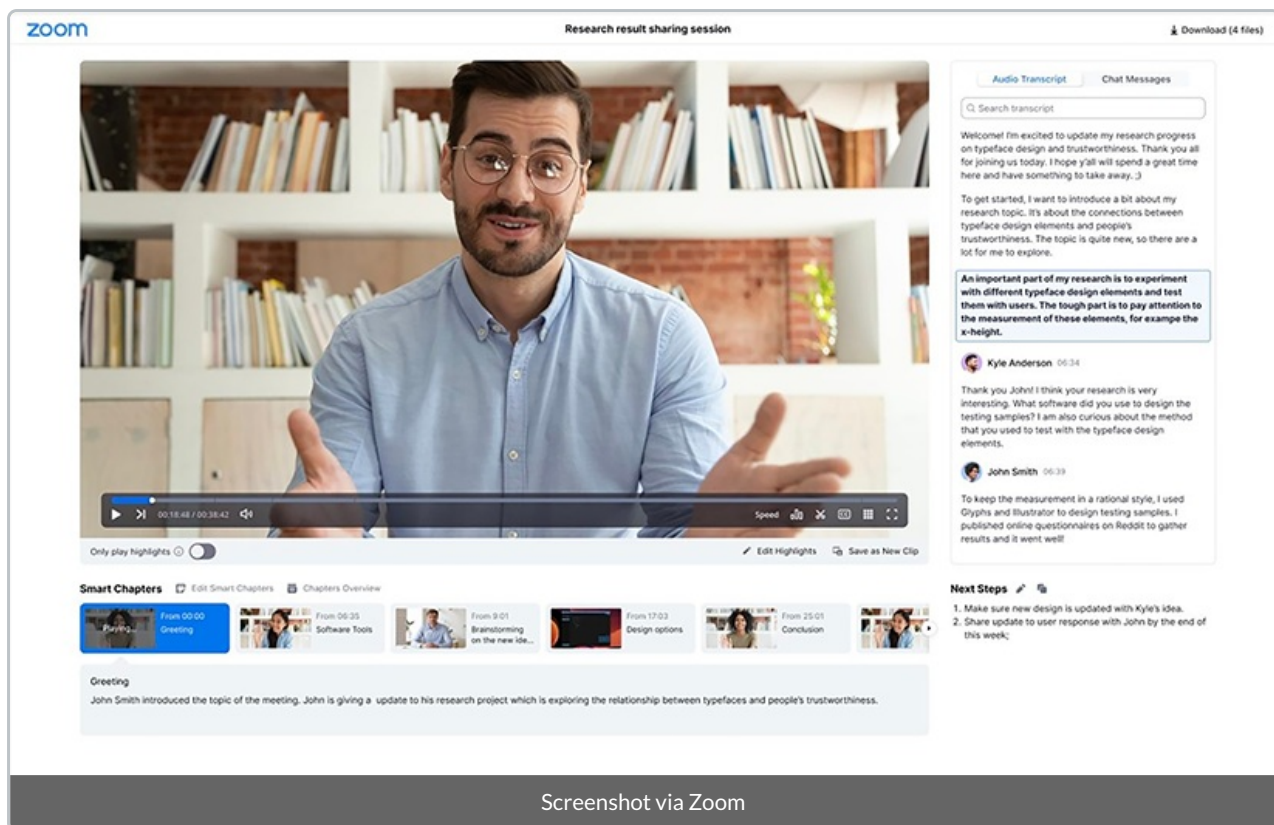 zoom
Research result sharing session
Download (4 files)
Audio Transcript
Chat Messages
Search transcript
Welcome! I'm excited to update my research progress
on typeface design and trustworthiness. Thank you all
for joining us today. I hope y'all will spend a great time
here and have something to take away. ;)
To get started, I want to introduce a bit about my
research topic. It's about the connections between
typeface design elements and people's
trustworthiness. The topic is quite new, so there are a
lot for me to explore.
An important part of my research is to experiment
with different typeface design elements and test
them with users. The tough part is to pay attention to
the measurement of these elements, for exampe the
x-height.
Kyle Anderson 06:34
Thank you John! I think your research is very
interesting. What software did you use to design the
testing samples? I am also curious about the method
that you used to test with the typeface design
elements.
John Smith 06:39
To keep the measurement in a rational style, I used
Glyphs and Illustrator to design testing samples. I
published online questionnaires on Reddit to gather
results and it went well!
00:18:48 / 00:38:42
Speed
Only play highlights
Edit Highlights
Save as New Clip
Smart Chapters
Edit Smart Chapters
Chapters Overview
Playing...
From 00:00
Greeting
From 06:35
Software Tools
From 9:01
Brainstorming
on the new ide...
From 17:03
Design options
From 25:01
Conclusion
Greeting
John Smith introduced the topic of the meeting. John is giving a update to his research project which is exploring the relationship between typefaces and people's trustworthiness.
Next Steps
1. Make sure new design is updated with Kyle's idea.
2. Share update to user response with John by the end of
this week;
Screenshot via Zoom